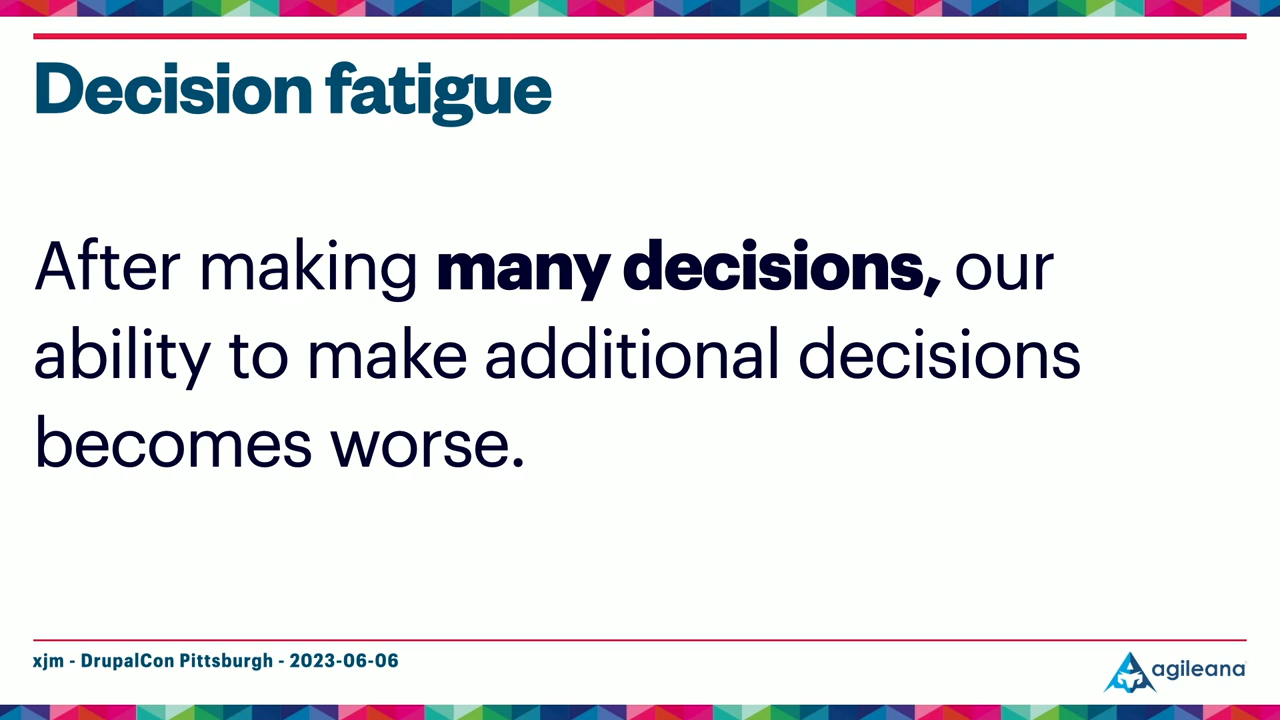 Decision fatigue
After making many decisions, our
ability to make additional decisions
becomes worse.
xjm - DrupalCon Pittsburgh - 2023-06-06
agileana